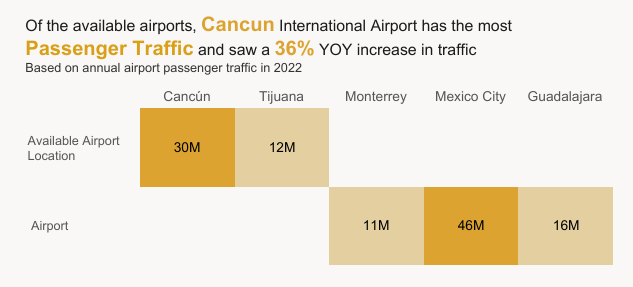 Of the available airports, Cancun International Airport has the most
Passenger Traffic and saw a 36% YOY increase in traffic
Based on annual airport passenger traffic in 2022
Cancún Tijuana Monterrey Mexico City Guadalajara
Available Airport
Location
30M 12M
Airport
11M 46M 16M